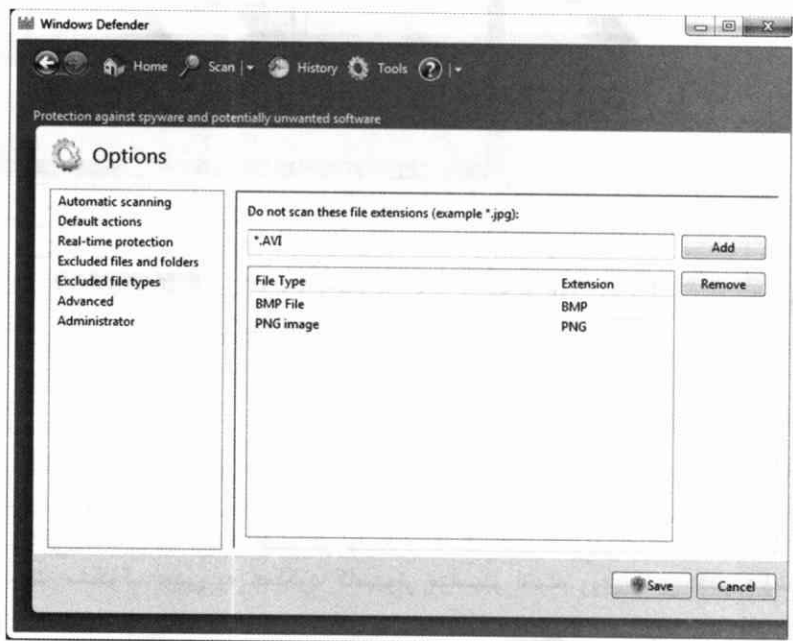 Windows Defender
Home Scan History Tools
Protection against spyware and potentially unwanted software
Options
Automatic scanning
Default actions
Real-time protection
Excluded files and folders
Excluded file types
Advanced
Administrator
Do not scan these file extensions (example *.jpg):
*.AVI
Add
File Type Extension
Remove
BMP File BMP
PNG image PNG
Save Cancel